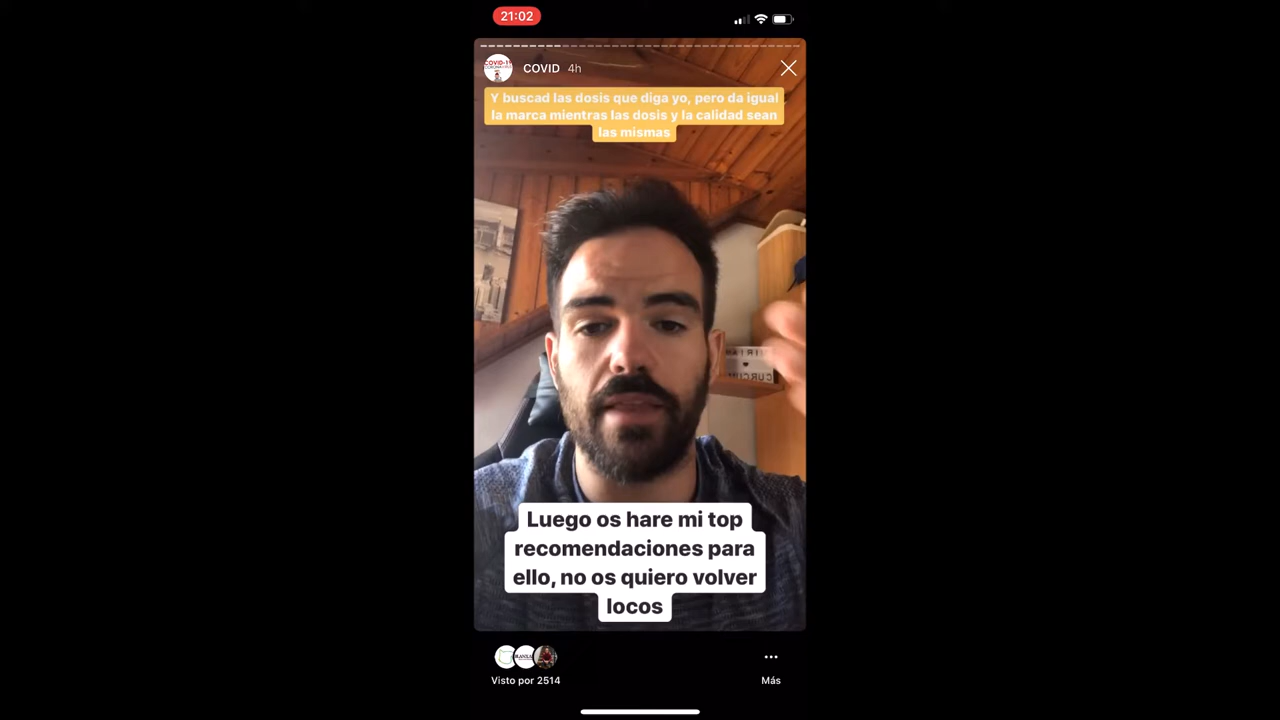 21:02
COVID 4h
Y buscad las dosis que diga yo, pero da igual
la marca mientras las dosis y la calidad sean
las mismas
Luego os hare mi top
recomendaciones para
ello, no os quiero volver
locos
Visto por 2514
Más